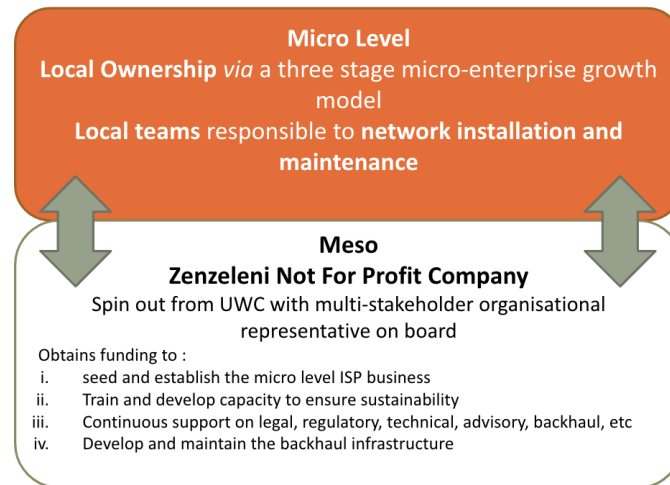 Micro Level
Local Ownership via a three stage micro-enterprise growth
model
Local teams responsible to network installation and
maintenance
Meso
Zenzeleni Not For Profit Company
Spin out from UWC with multi-stakeholder organisational
representative on board
Obtains funding to :
i. seed and establish the micro level ISP business
ii. Train and develop capacity to ensure sustainability
iii. Continuous support on legal, regulatory, technical, advisory, backhaul, etc
iv. Develop and maintain the backhaul infrastructure